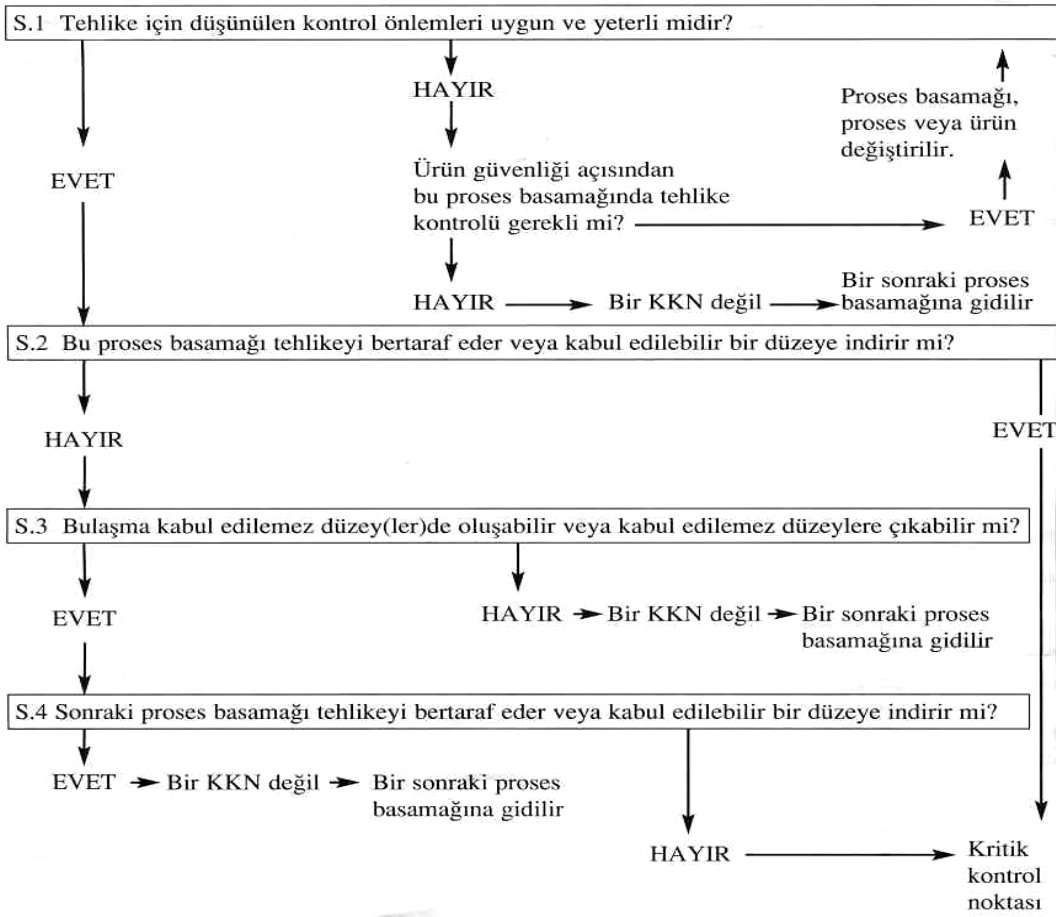 S.1 Tehlike için düşünülen kontrol önlemleri uygun ve yeterli midir?
HAYIR
Proses basamağı,
proses veya ürün
değiştirilir.
EVET
Ürün güvenliği açısından
bu proses basamağında tehlike
kontrolü gerekli mi?
EVET
HAYIR
Bir KKN değil
Bir sonraki proses
basamağına gidilir
S.2 Bu proses basamağı tehlikeyi bertaraf eder veya kabul edilebilir bir düzeye indirir mi?
HAYIR
EVET
S.3 Bulaşma kabul edilemez düzey(ler)de oluşabilir veya kabul edilemez düzeylere çıkabilir mi?
EVET
HAYIR
Bir KKN değil
Bir sonraki proses
basamağına gidilir
S.4 Sonraki proses basamağı tehlikeyi bertaraf eder veya kabul edilebilir bir düzeye indirir mi?
EVET
Bir KKN değil
Bir sonraki proses
basamağına gidilir
HAYIR
Kritik
kontrol
noktası